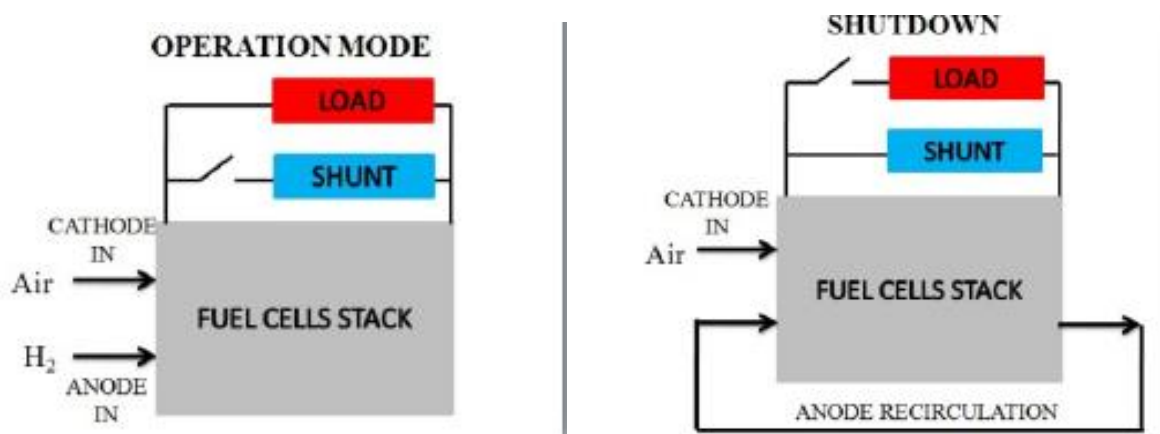 OPERATION MODE
LOAD
SHUNT
CATHODE
IN
Air
FUEL CELLS STACK
H₂
ANODE
IN
SHUTDOWN
LOAD
SHUNT
CATHODE
IN
Air
FUEL CELLS STACK
ANODE RECIRCULATION